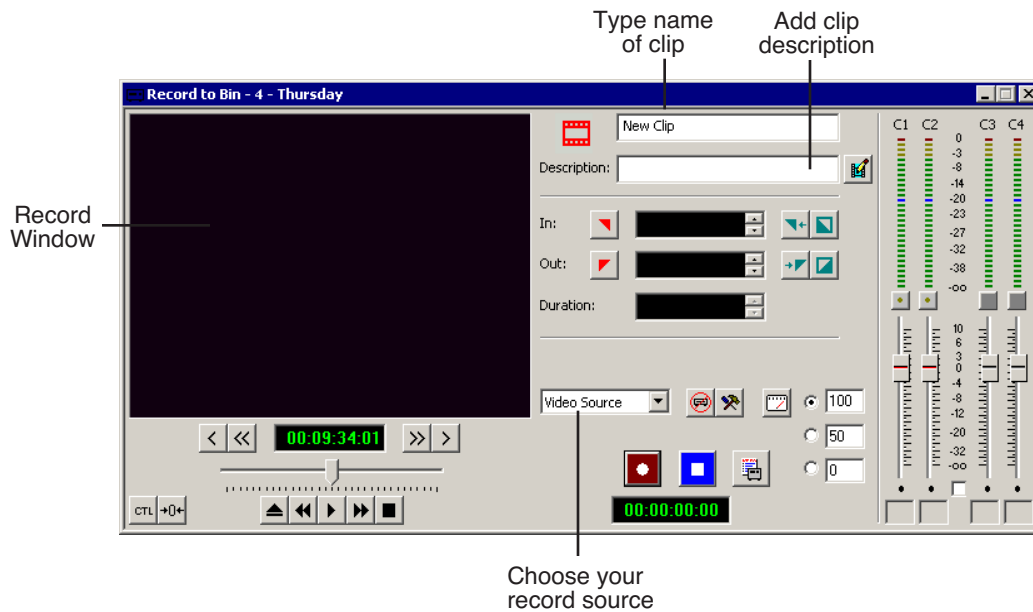 Type name
of clip
Add clip
description
Record to Bin - 4 - Thursday
New Clip
Description:
Record
Window
In:
Out:
Duration:
Video Source
100
50
0
00:09:34:01
CTL
→0←
00:00:00:00
C1 C2 C3 C4
0
-3
-8
-14
-20
-23
-27
-32
-38
-oo
10
6
3
0
-4
-8
-12
-20
-32
-oo
Choose your
record source